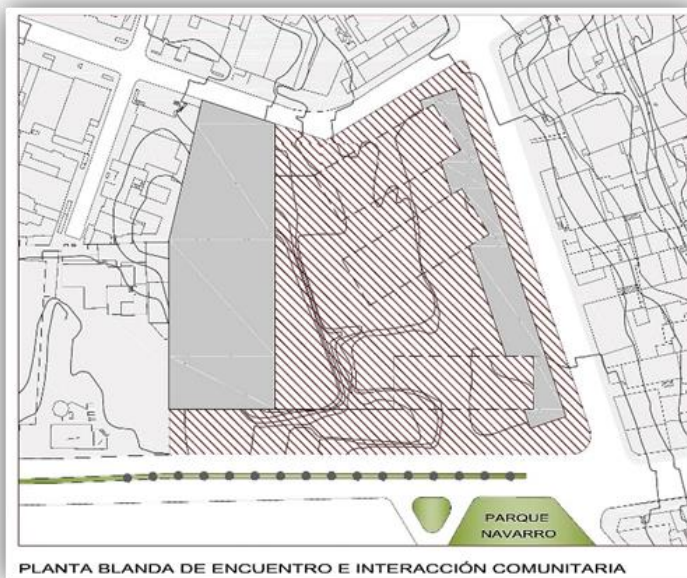 PARQUE
NAVARRO
PLANTA BLANDA DE ENCUENTRO E INTERACCIÓN COMUNITARIA